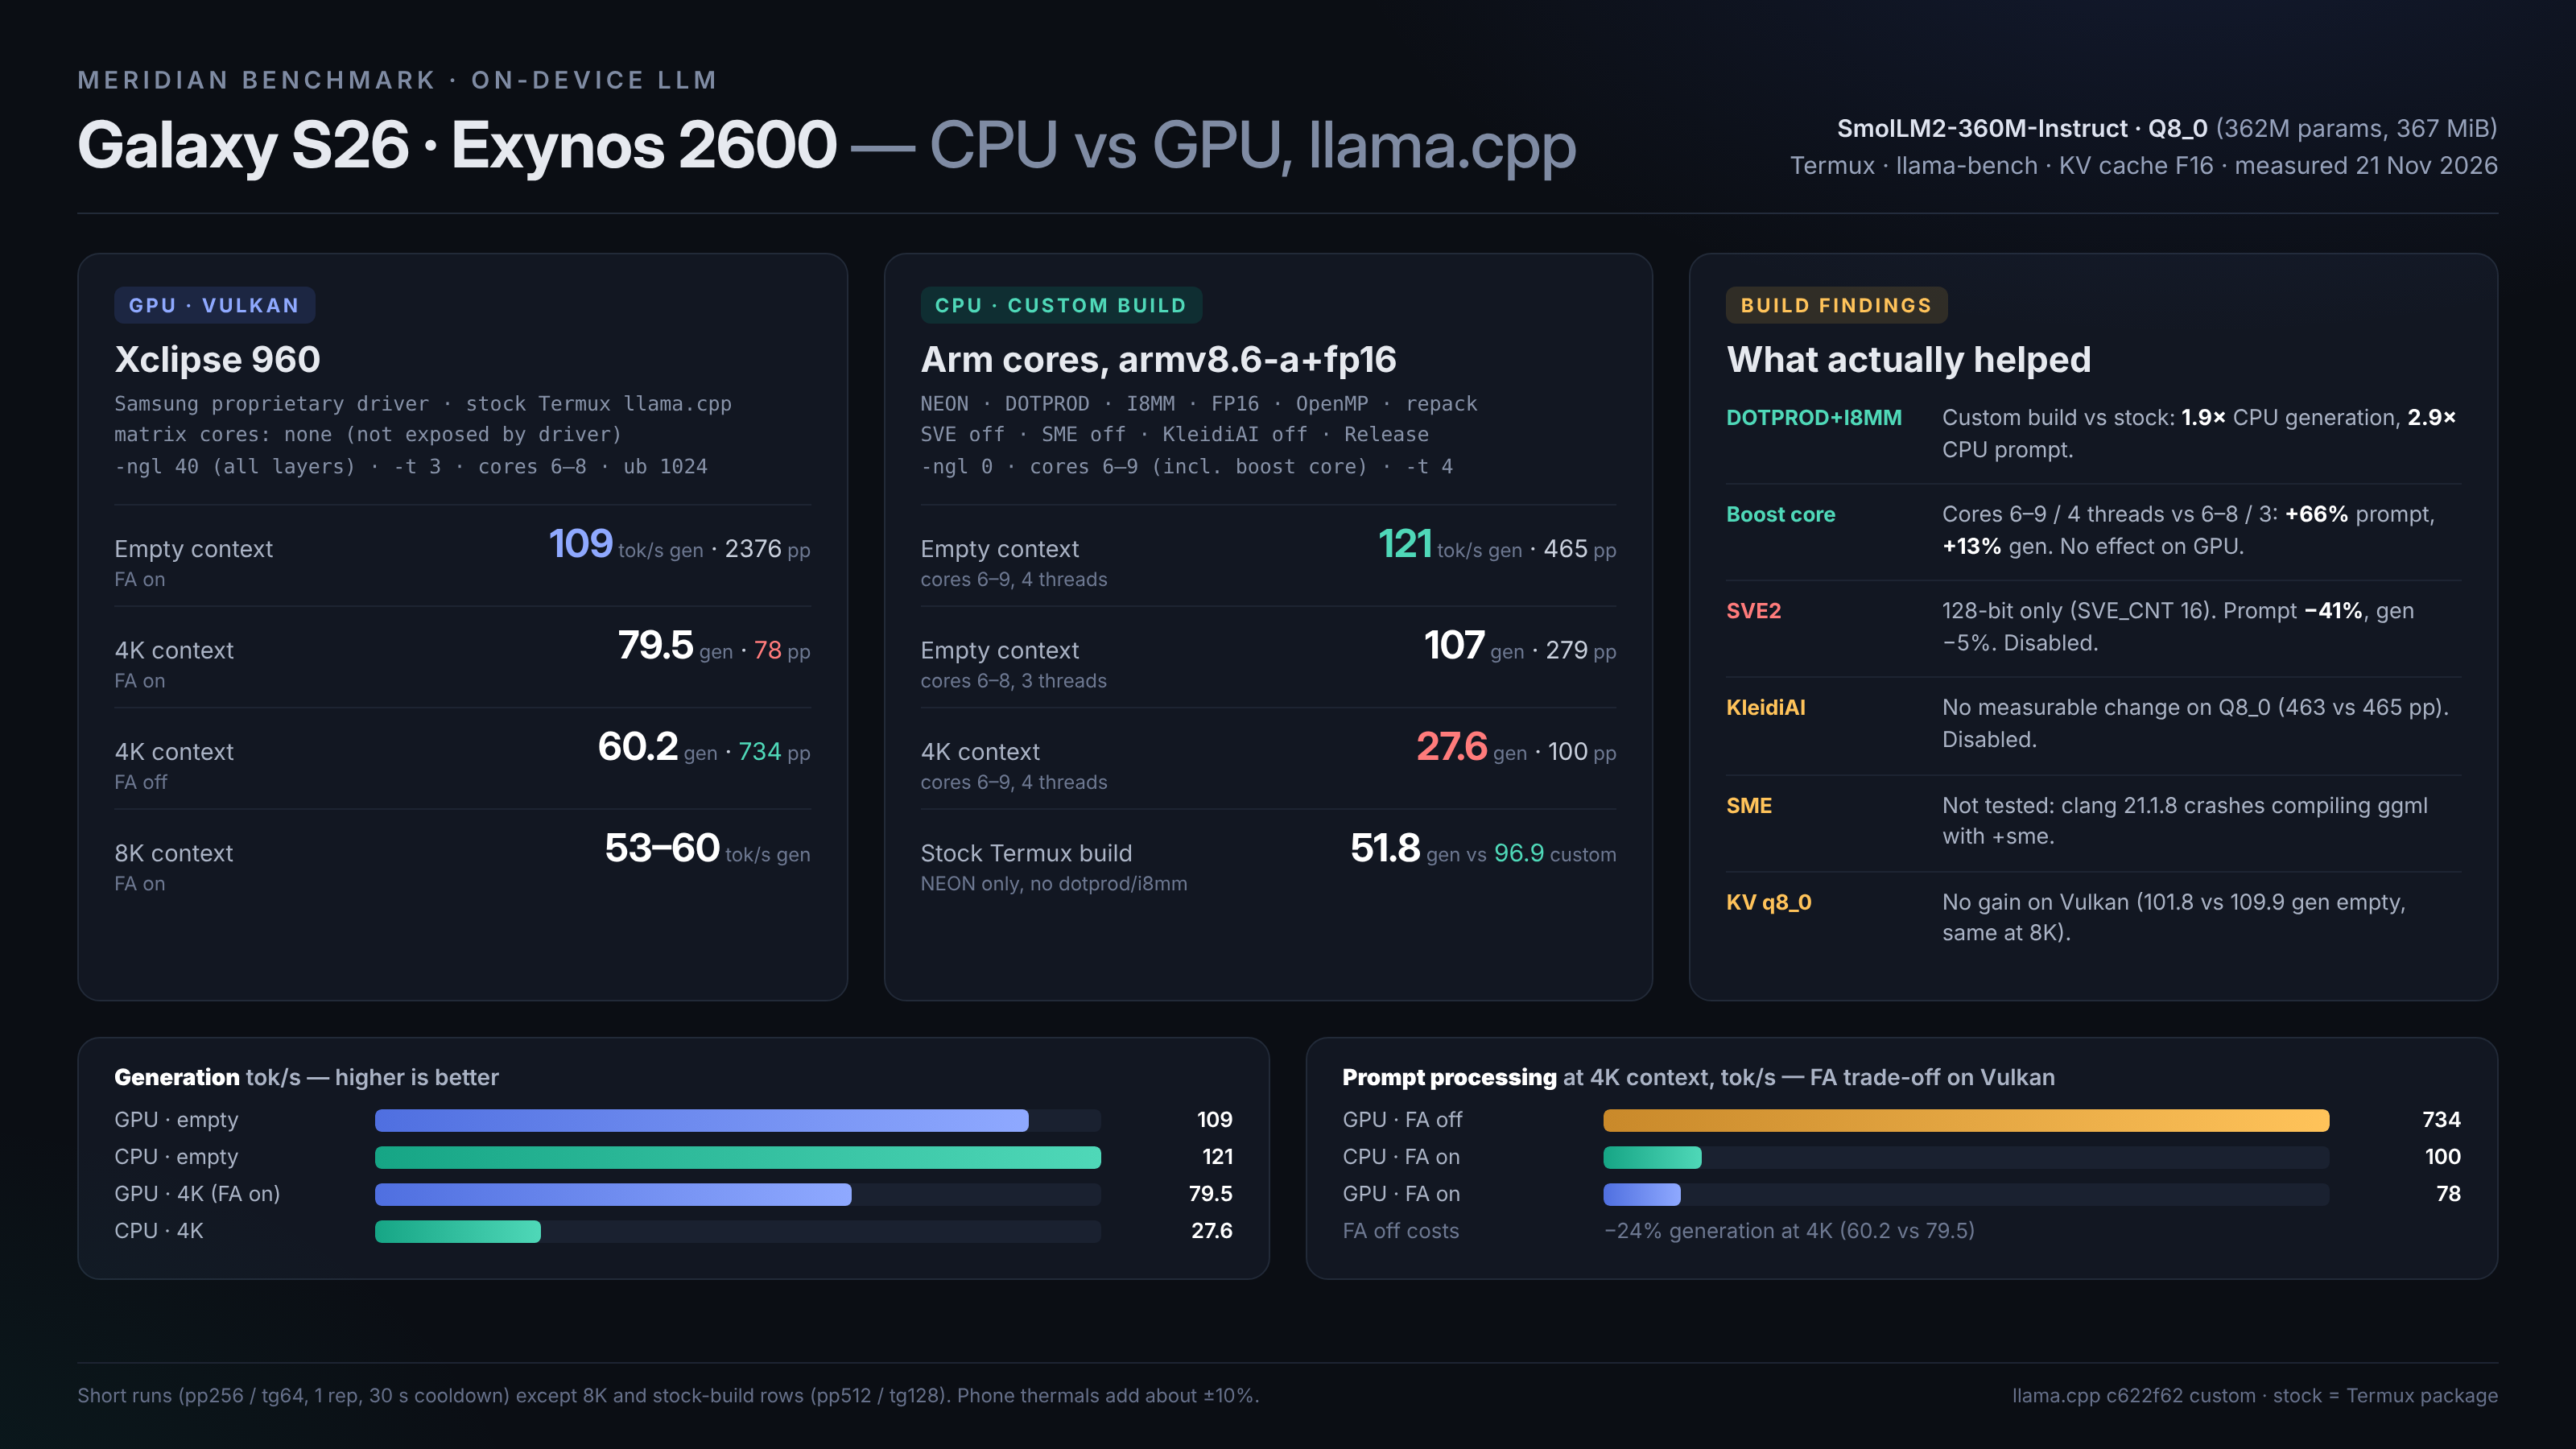 MERIDIAN BENCHMARK · ON-DEVICE LLM
Galaxy S26 · Exynos 2600 — CPU vs GPU, llama.cpp
SmolLM2-360M-Instruct · Q8_0 (362M params, 367 MiB)
Termux · llama-bench · KV cache F16 · measured 21 Nov 2026
GPU · VULKAN
Xclipse 960
Samsung proprietary driver · stock Termux llama.cpp
matrix cores: none (not exposed by driver)
-ngl 40 (all layers) · -t 3 · cores 6–8 · ub 1024
Empty context 109 tok/s gen · 2376 pp
FA on
4K context 79.5 gen · 78 pp
FA on
4K context 60.2 gen · 734 pp
FA off
8K context 53–60 tok/s gen
FA on
CPU · CUSTOM BUILD
Arm cores, armv8.6-a+fp16
NEON · DOTPROD · I8MM · FP16 · OpenMP · repack
SVE off · SME off · KleidiAI off · Release
-ngl 0 · cores 6–9 (incl. boost core) · -t 4
Empty context 121 tok/s gen · 465 pp
cores 6–9, 4 threads
Empty context 107 gen · 279 pp
cores 6–8, 3 threads
4K context 27.6 gen · 100 pp
cores 6–9, 4 threads
Stock Termux build 51.8 gen vs 96.9 custom
NEON only, no dotprod/i8mm
BUILD FINDINGS
What actually helped
DOTPROD+I8MM Custom build vs stock: 1.9× CPU generation, 2.9×
CPU prompt.
Boost core Cores 6–9 / 4 threads vs 6–8 / 3: +66% prompt,
+13% gen. No effect on GPU.
SVE2 128-bit only (SVE_CNT 16). Prompt −41%, gen
−5%. Disabled.
KleidiAI No measurable change on Q8_0 (463 vs 465 pp).
Disabled.
SME Not tested: clang 21.1.8 crashes compiling ggml
with +sme.
KV q8_0 No gain on Vulkan (101.8 vs 109.9 gen empty,
same at 8K).
Generation tok/s — higher is better
GPU · empty 109
CPU · empty 121
GPU · 4K (FA on) 79.5
CPU · 4K 27.6
Prompt processing at 4K context, tok/s — FA trade-off on Vulkan
GPU · FA off 734
CPU · FA on 100
GPU · FA on 78
FA off costs −24% generation at 4K (60.2 vs 79.5)
Short runs (pp256 / tg64, 1 rep, 30 s cooldown) except 8K and stock-build rows (pp512 / tg128). Phone thermals add about ±10%.
llama.cpp c622f62 custom · stock = Termux package